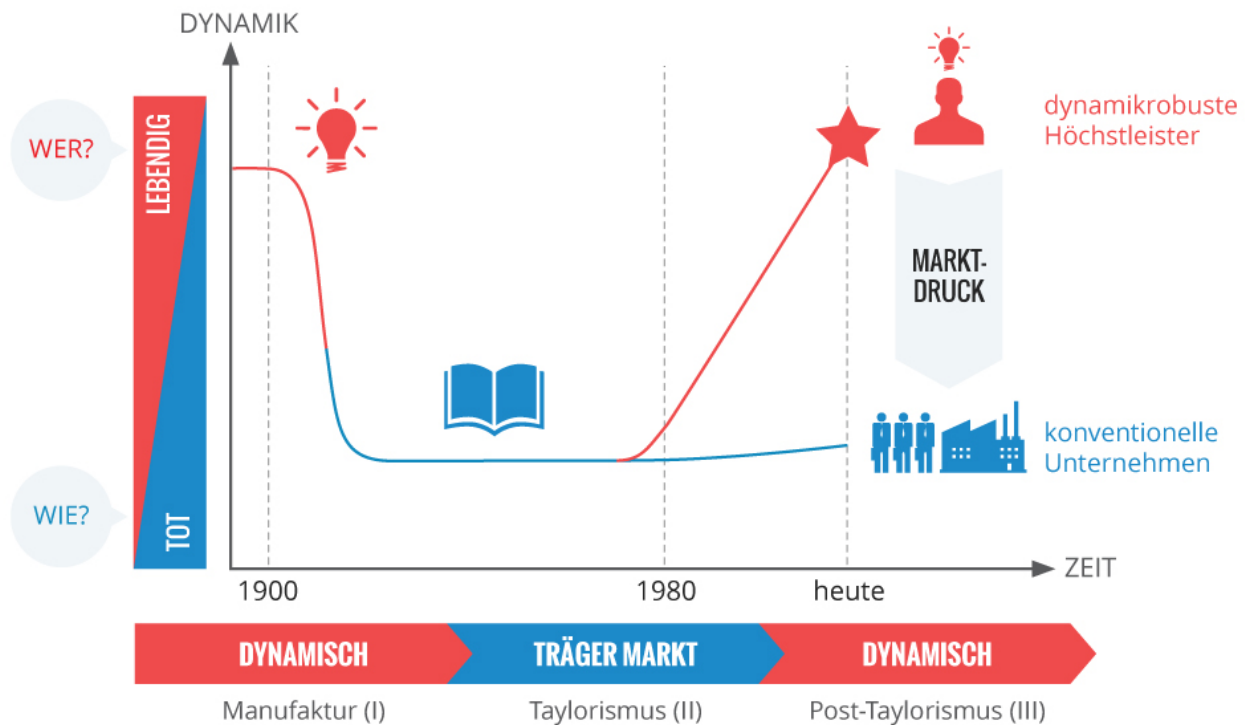 DYNAMIK
WER?
LEBENDIG
dynamikrobuste
Höchstleister
MARKT-
DRUCK
konventionelle
Unternehmen
WIE?
TOT
ZEIT
1900
1980
heute
DYNAMISCH
TRÄGER MARKT
DYNAMISCH
Manufaktur (I)
Taylorismus (II)
Post-Taylorismus (III)